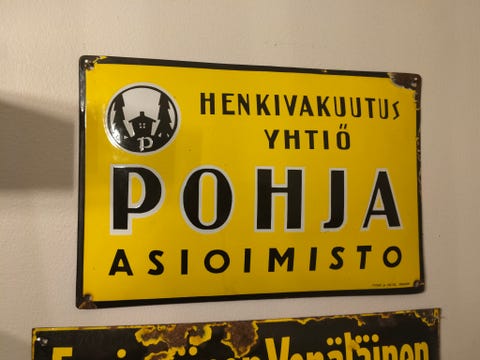 HENKIVAKUUTUS
YHTIÖ
P
POHJA
ASIOIMISTO